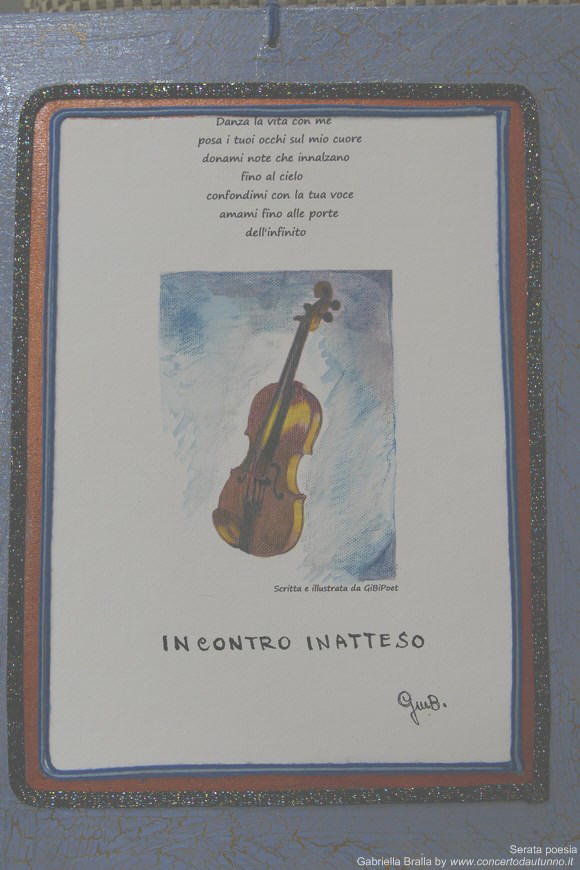 Danza la vita con me
posa i tuoi occhi sul mio cuore
donami note che innalzano
fino al cielo
confondimi con la tua voce
amami fino alle porte
dell'infinito
Scritta e illustrata da GiBiPoet
INCONTRO INATTESO
Serata poesia
Gabriella Bralla by www.concertodautunno.it